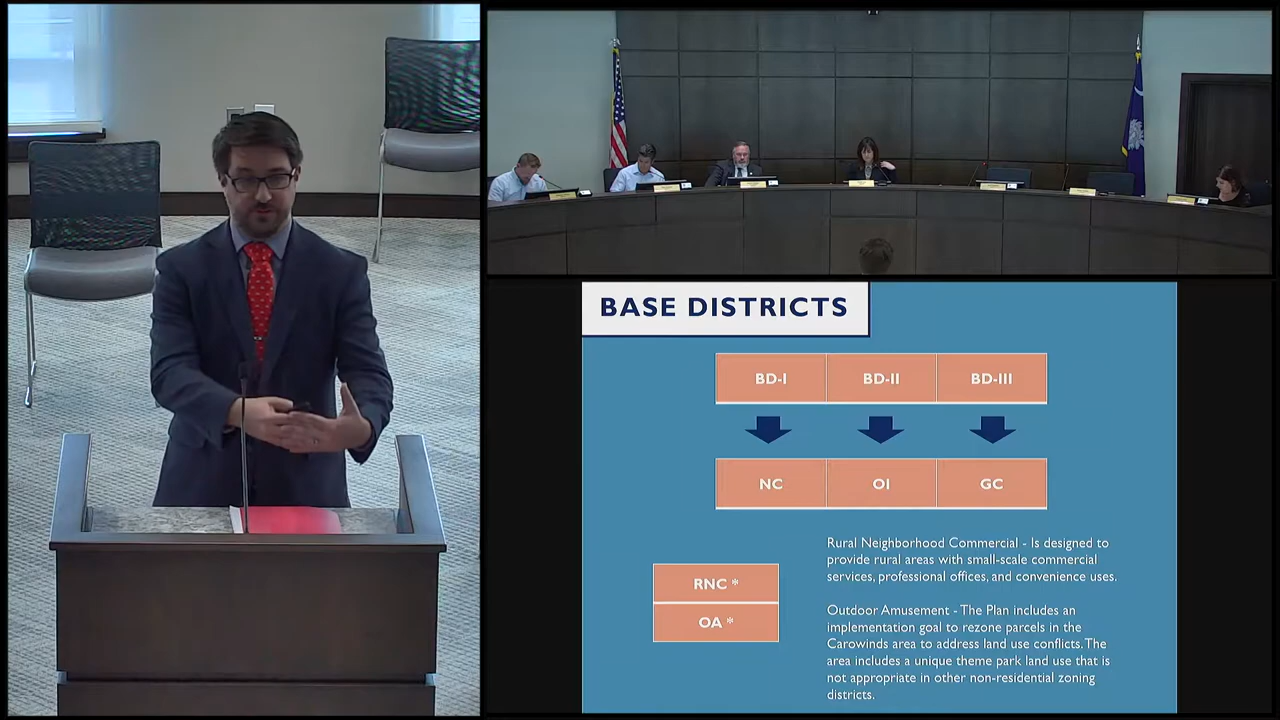 BASE DISTRICTS
BD-I BD-II BD-III
NC OI GC
RNC *
OA *
Rural Neighborhood Commercial - Is designed to
provide rural areas with small-scale commercial
services, professional offices, and convenience uses.
Outdoor Amusement - The Plan includes an
implementation goal to rezone parcels in the
Carowinds area to address land use conflicts. The
area includes a unique theme park land use that is
not appropriate in other non-residential zoning
districts.